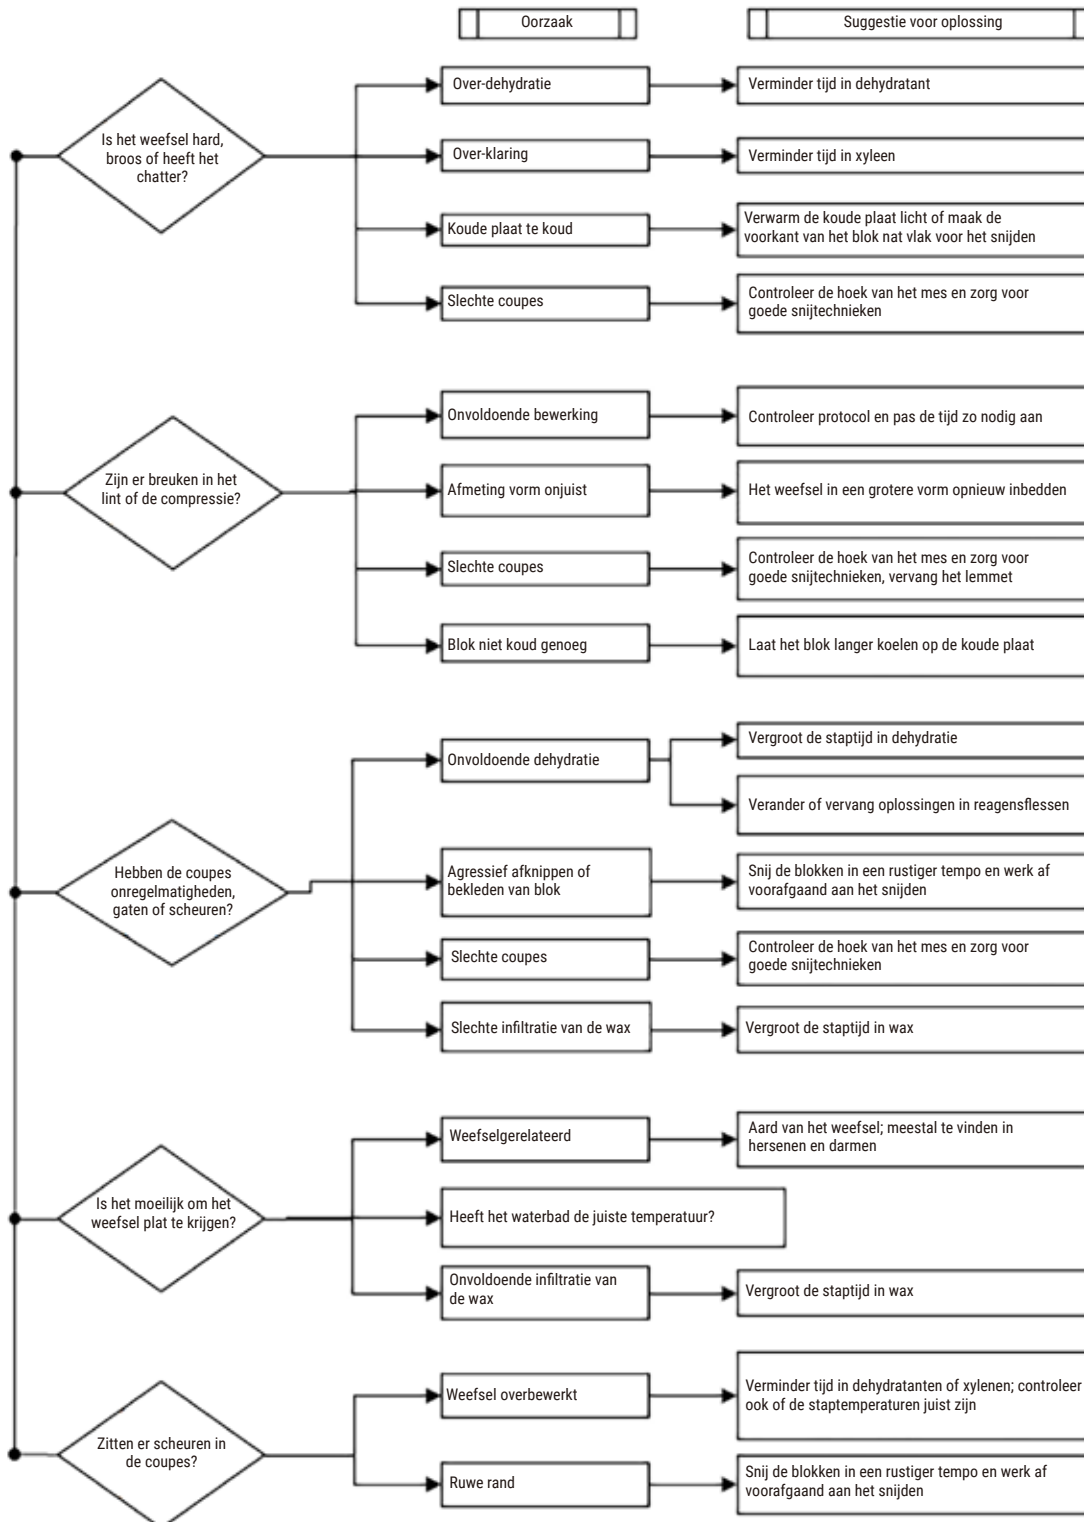 Oorzaak
Suggestie voor oplossing
Is het weefsel hard,
broos of heeft het
chatter?
Over-dehydratie
Verminder tijd in dehydratant
Over-klaring
Verminder tijd in xyleen
Koude plaat te koud
Verwarm de koude plaat licht of maak de
voorkant van het blok nat vlak voor het snijden
Slechte coupes
Controleer de hoek van het mes en zorg voor
goede snijtechnieken
Zijn er breuken in het
lint of de compressie?
Onvoldoende bewerking
Controleer protocol en pas de tijd zo nodig aan
Afmeting vorm onjuist
Het weefsel in een grotere vorm opnieuw inbedden
Slechte coupes
Controleer de hoek van het mes en zorg voor
goede snijtechnieken, vervang het lemmet
Blok niet koud genoeg
Laat het blok langer koelen op de koude plaat
Hebben de coupes
onregelmatigheden,
gaten of scheuren?
Onvoldoende dehydratie
Vergroot de staptijd in dehydratie
Verander of vervang oplossingen in reagensflessen
Agressief afknippen of
bekleden van blok
Snij de blokken in een rustiger tempo en werk af
voorafgaand aan het snijden
Slechte coupes
Controleer de hoek van het mes en zorg voor
goede snijtechnieken
Slechte infiltratie van de wax
Vergroot de staptijd in wax
Is het moeilijk om het
weefsel plat te krijgen?
Weefselgerelateerd
Aard van het weefsel; meestal te vinden in
hersenen en darmen
Heeft het waterbad de juiste temperatuur?
Onvoldoende infiltratie van
de wax
Vergroot de staptijd in wax
Zitten er scheuren in
de coupes?
Weefsel overbewerkt
Verminder tijd in dehydratanten of xylenen; controleer
ook of de staptemperaturen juist zijn
Ruwe rand
Snij de blokken in een rustiger tempo en werk af
voorafgaand aan het snijden